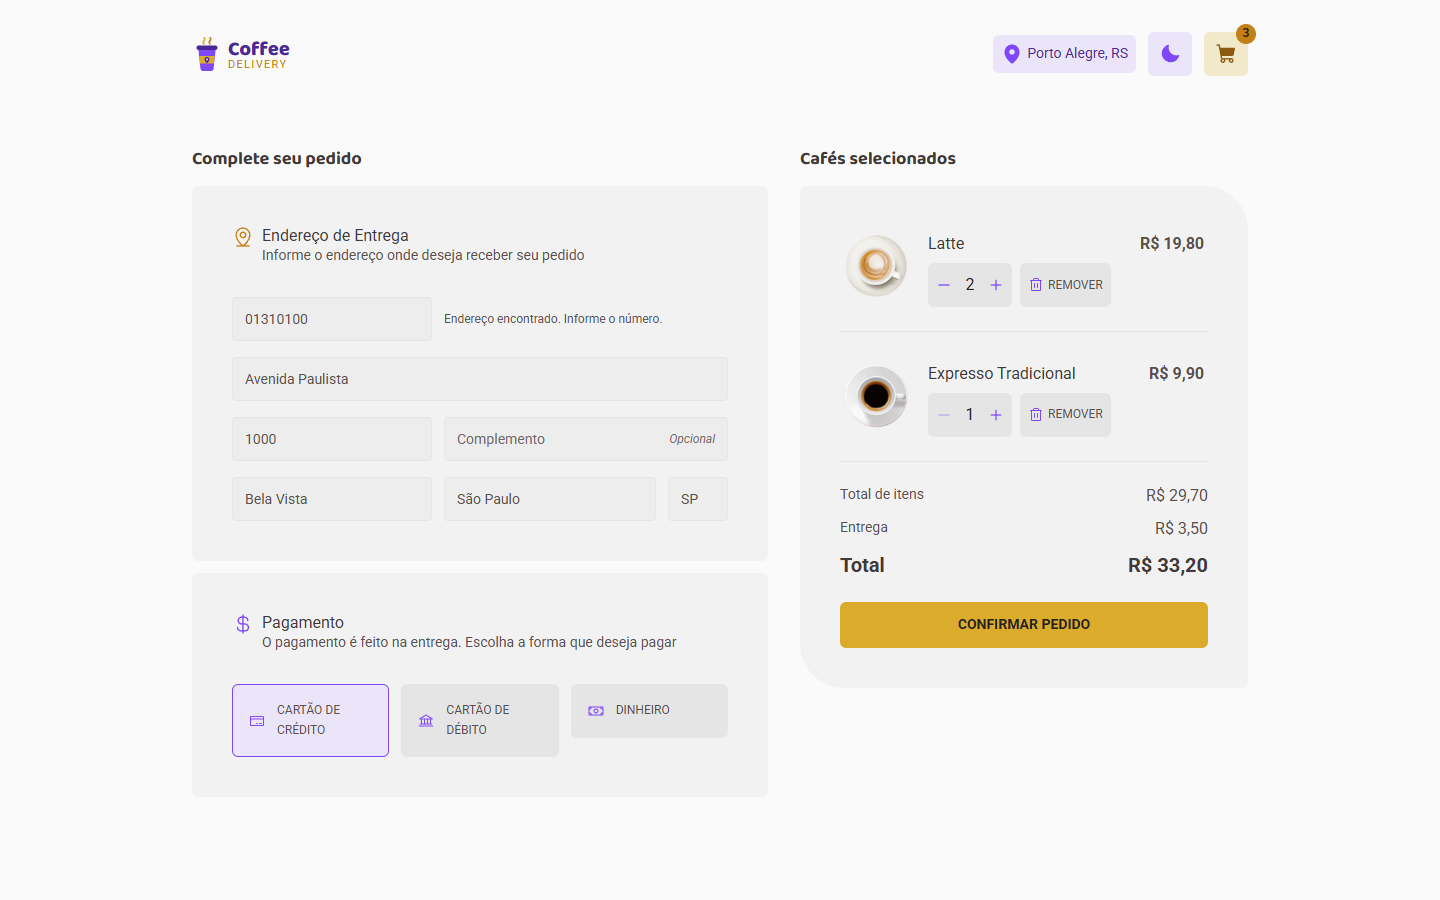 Coffee
DELIVERY
Porto Alegre, RS
3
Complete seu pedido
Endereço de Entrega
Informe o endereço onde deseja receber seu pedido
01310100
Endereço encontrado. Informe o número.
Avenida Paulista
1000
Complemento
Opcional
Bela Vista
São Paulo
SP
Pagamento
O pagamento é feito na entrega. Escolha a forma que deseja pagar
CARTÃO DE
CRÉDITO
CARTÃO DE
DÉBITO
DINHEIRO
Cafés selecionados
Latte
R$ 19,80
2
REMOVER
Expresso Tradicional
R$ 9,90
1
REMOVER
Total de itens
R$ 29,70
Entrega
R$ 3,50
Total
R$ 33,20
CONFIRMAR PEDIDO